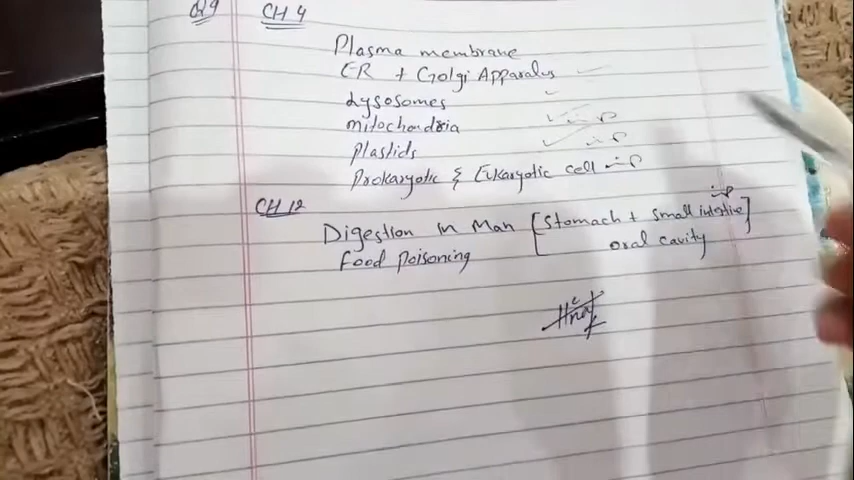 Q9 CH 4
Plasma membrane
ER + Golgi Apparatus
Lysosomes
mitochondria
Plastids
Prokaryotic & Eukaryotic cell
CH 12
Digestion in Man [Stomach + small intestine
oral cavity]
Food Poisoning